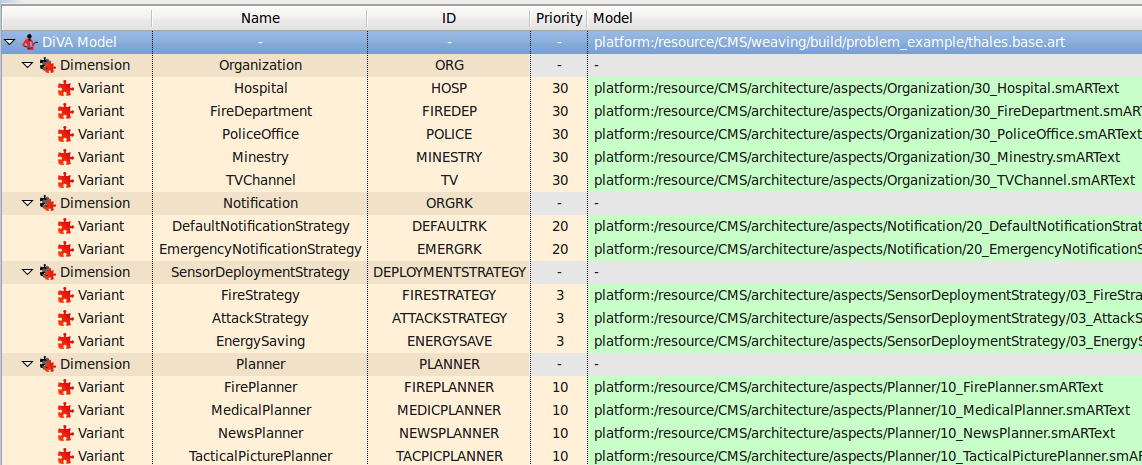 Name ID Priority Model
DiVA Model - - - platform:/resource/CMS/weaving/build/problem_example/thales.base.art
Dimension Organization ORG - -
Variant Hospital HOSP 30 platform:/resource/CMS/architecture/aspects/Organization/30_Hospital.smARText
Variant FireDepartment FIREDEP 30 platform:/resource/CMS/architecture/aspects/Organization/30_FireDepartment.smAR
Variant PoliceOffice POLICE 30 platform:/resource/CMS/architecture/aspects/Organization/30_PoliceOffice.smARText
Variant Minestry MINESTRY 30 platform:/resource/CMS/architecture/aspects/Organization/30_Minestry.smARText
Variant TVChannel TV 30 platform:/resource/CMS/architecture/aspects/Organization/30_TVChannel.smARText
Dimension Notification ORGRK - -
Variant DefaultNotificationStrategy DEFAULTRK 20 platform:/resource/CMS/architecture/aspects/Notification/20_DefaultNotificationStrat
Variant EmergencyNotificationStrategy EMERGRK 20 platform:/resource/CMS/architecture/aspects/Notification/20_EmergencyNotificationS
Dimension SensorDeploymentStrategy DEPLOYMENTSTRATEGY - -
Variant FireStrategy FIRESTRATEGY 3 platform:/resource/CMS/architecture/aspects/SensorDeploymentStrategy/03_FireStra
Variant AttackStrategy ATTACKSTRATEGY 3 platform:/resource/CMS/architecture/aspects/SensorDeploymentStrategy/03_AttackS
Variant EnergySaving ENERGYSAVE 3 platform:/resource/CMS/architecture/aspects/SensorDeploymentStrategy/03_EnergyS
Dimension Planner PLANNER - -
Variant FirePlanner FIREPLANNER 10 platform:/resource/CMS/architecture/aspects/Planner/10_FirePlanner.smARText
Variant MedicalPlanner MEDICPLANNER 10 platform:/resource/CMS/architecture/aspects/Planner/10_MedicalPlanner.smARText
Variant NewsPlanner NEWSPLANNER 10 platform:/resource/CMS/architecture/aspects/Planner/10_NewsPlanner.smARText
Variant TacticalPicturePlanner TACPICPLANNER 10 platform:/resource/CMS/architecture/aspects/Planner/10_TacticalPicturePlanner.smAR